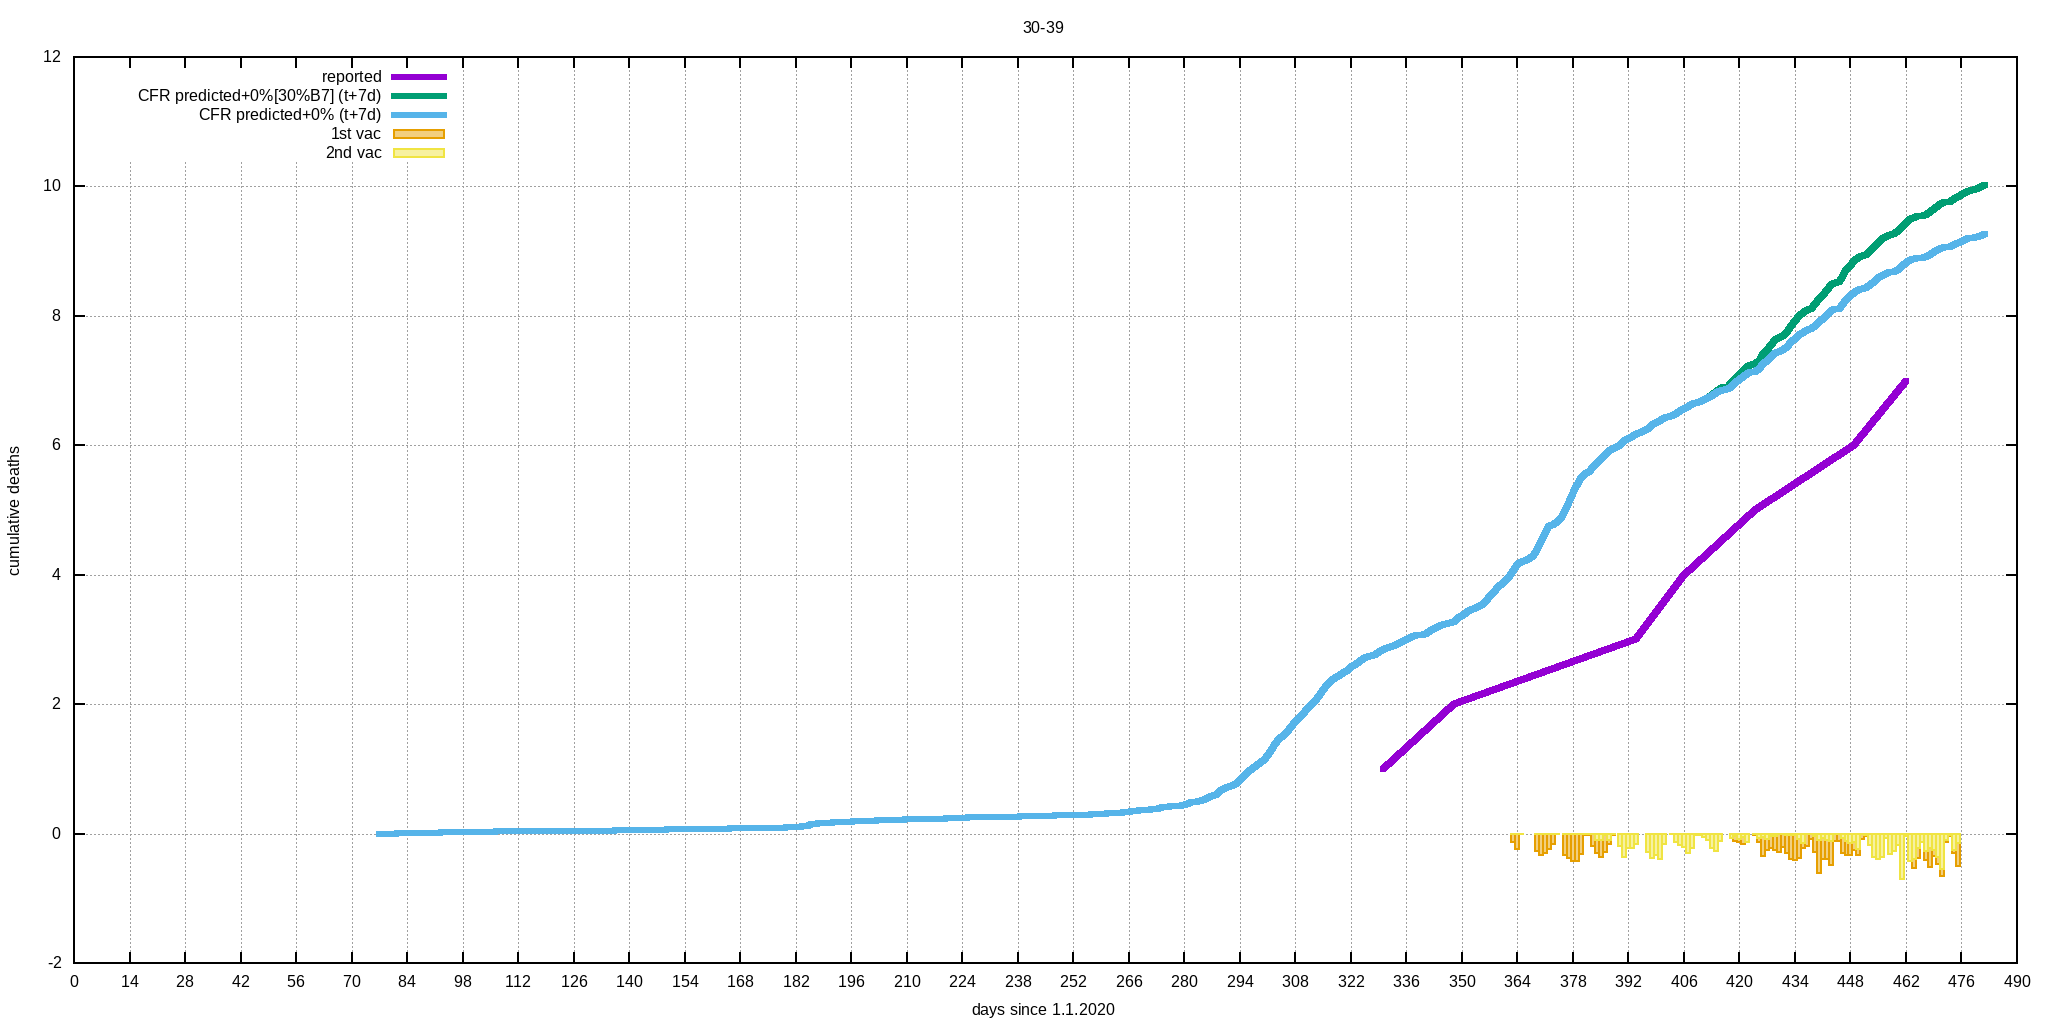 30-39
12
10
8
6
4
2
0
-2
cumulative deaths
reported
CFR predicted+0%[30%B7] (t+7d)
CFR predicted+0% (t+7d)
1st vac
2nd vac
0 14 28 42 56 70 84 98 112 126 140 154 168 182 196 210 224 238 252 266 280 294 308 322 336 350 364 378 392 406 420 434 448 462 476 490
days since 1.1.2020